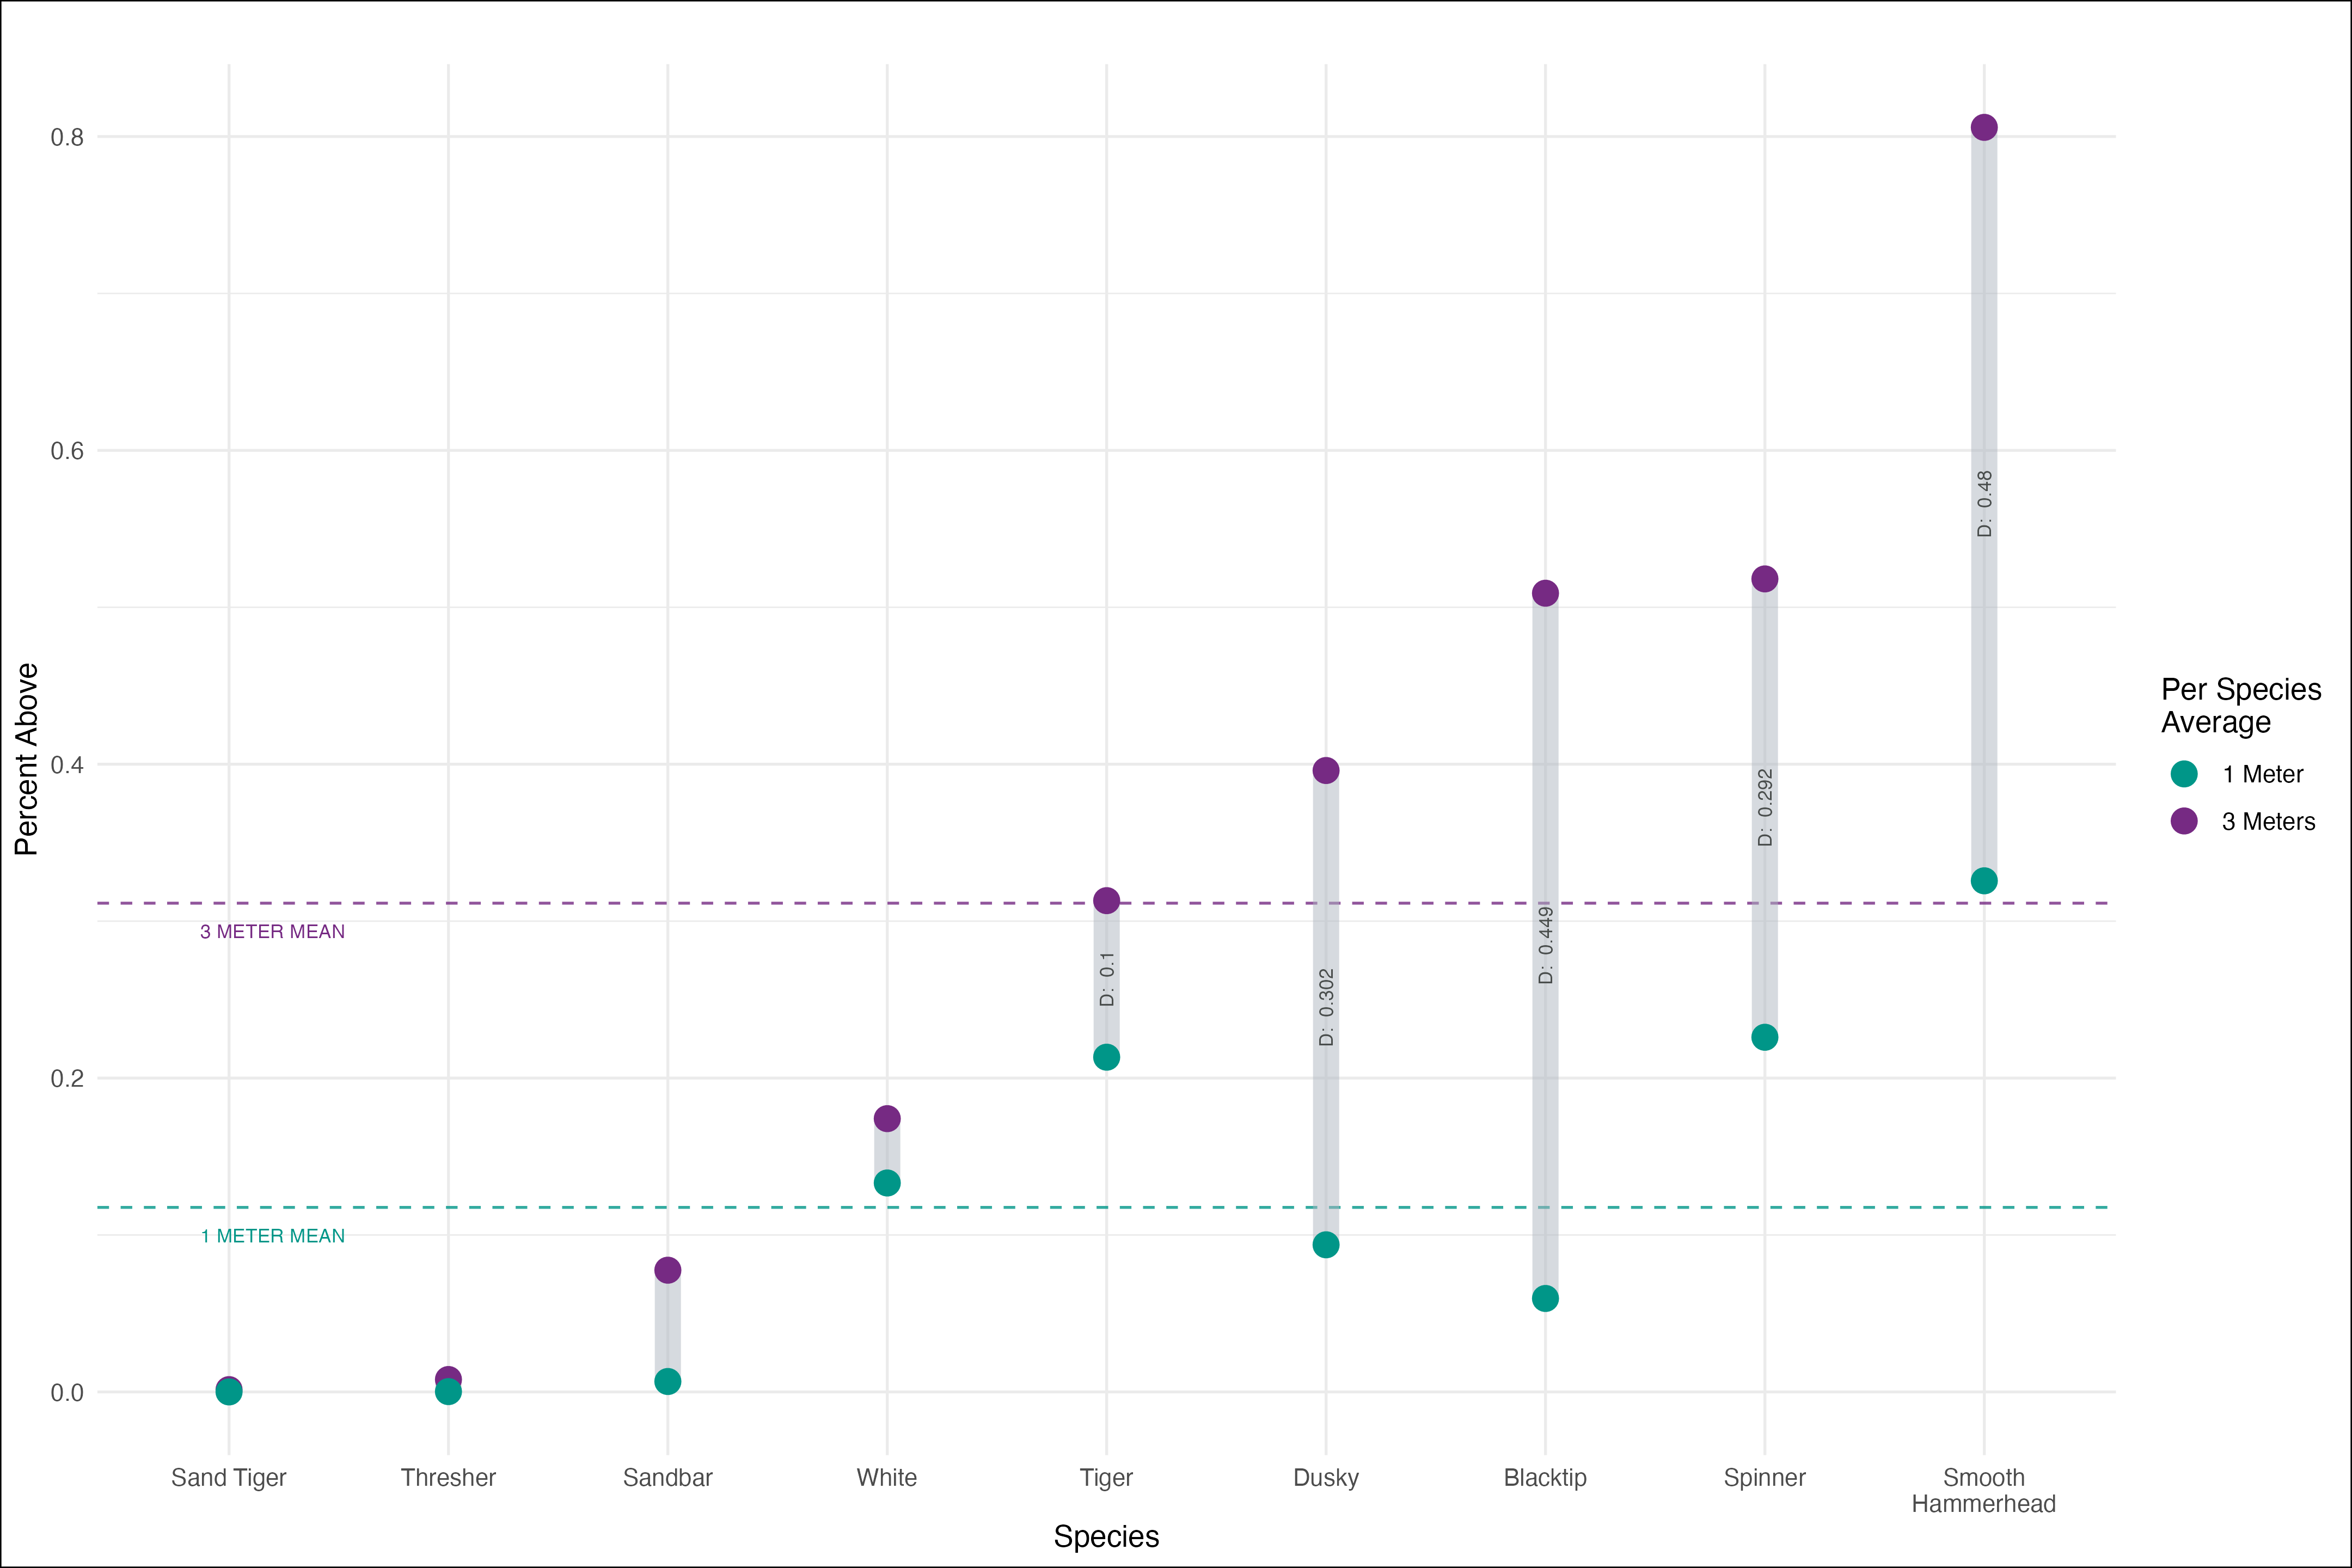 0.8
0.6
0.4
0.2
0.0
Percent Above
3 METER MEAN
1 METER MEAN
D: 0.1
D: 0.302
D: 0.449
D: 0.292
D: 0.48
Sand Tiger
Thresher
Sandbar
White
Tiger
Dusky
Blacktip
Spinner
Smooth
Hammerhead
Species
Per Species
Average
1 Meter
3 Meters